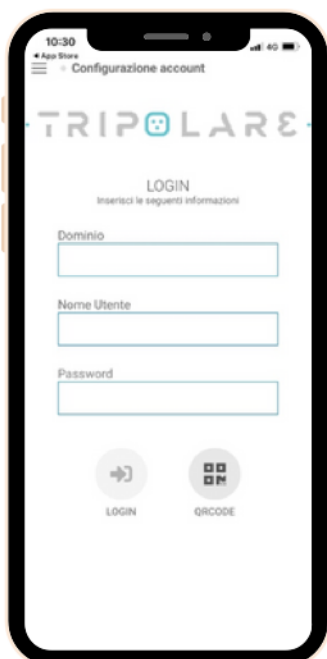 10:30
4G
App Store
Configurazione account
TRIPOLARE
LOGIN
Inserisci le seguenti informazioni
Dominio
Nome Utente
Password
LOGIN
QRCODE